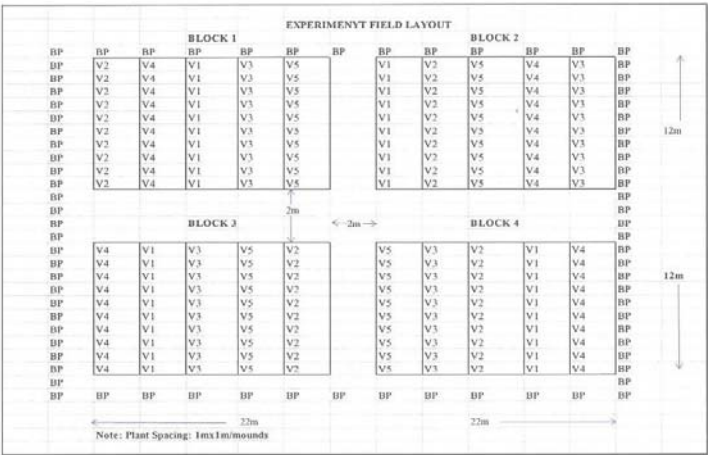 EXPERIMENYT FIELD LAYOUT
BLOCK 1 BLOCK 2
BP BP BP BP BP BP BP BP BP BP BP BP BP
BP V2 V4 V1 V3 V5 V1 V2 V5 V4 V3 BP
BP V2 V4 V1 V3 V5 V1 V2 V5 V4 V3 BP
BP V2 V4 V1 V3 V5 V1 V2 V5 V4 V3 BP
BP V2 V4 V1 V3 V5 V1 V2 V5 V4 V3 BP
BP V2 V4 V1 V3 V5 V1 V2 V5 V4 V3 BP
BP V2 V4 V1 V3 V5 V1 V2 V5 V4 V3 BP 12m
BP V2 V4 V1 V3 V5 V1 V2 V5 V4 V3 BP
BP V2 V4 V1 V3 V5 V1 V2 V5 V4 V3 BP
BP V2 V4 V1 V3 V5 V1 V2 V5 V4 V3 BP
BP V2 V4 V1 V3 V5 V1 V2 V5 V4 V3 BP
BP BP
BP 2m BP
BP BLOCK 3 2m BLOCK 4 BP
BP BP
BP V4 V1 V3 V5 V2 V5 V3 V2 V1 V4 BP
BP V4 V1 V3 V5 V2 V5 V3 V2 V1 V4 BP
BP V4 V1 V3 V5 V2 V5 V3 V2 V1 V4 BP 12m
BP V4 V1 V3 V5 V2 V5 V3 V2 V1 V4 BP
BP V4 V1 V3 V5 V2 V5 V3 V2 V1 V4 BP
BP V4 V1 V3 V5 V2 V5 V3 V2 V1 V4 BP
BP V4 V1 V3 V5 V2 V5 V3 V2 V1 V4 BP
BP V4 V1 V3 V5 V2 V5 V3 V2 V1 V4 BP
BP V4 V1 V3 V5 V2 V5 V3 V2 V1 V4 BP
BP V4 V1 V3 V5 V2 V5 V3 V2 V1 V4 BP
BP BP
BP BP BP BP BP BP BP BP BP BP BP BP BP
22m 22m
Note: Plant Spacing: 1mx1m/mounds